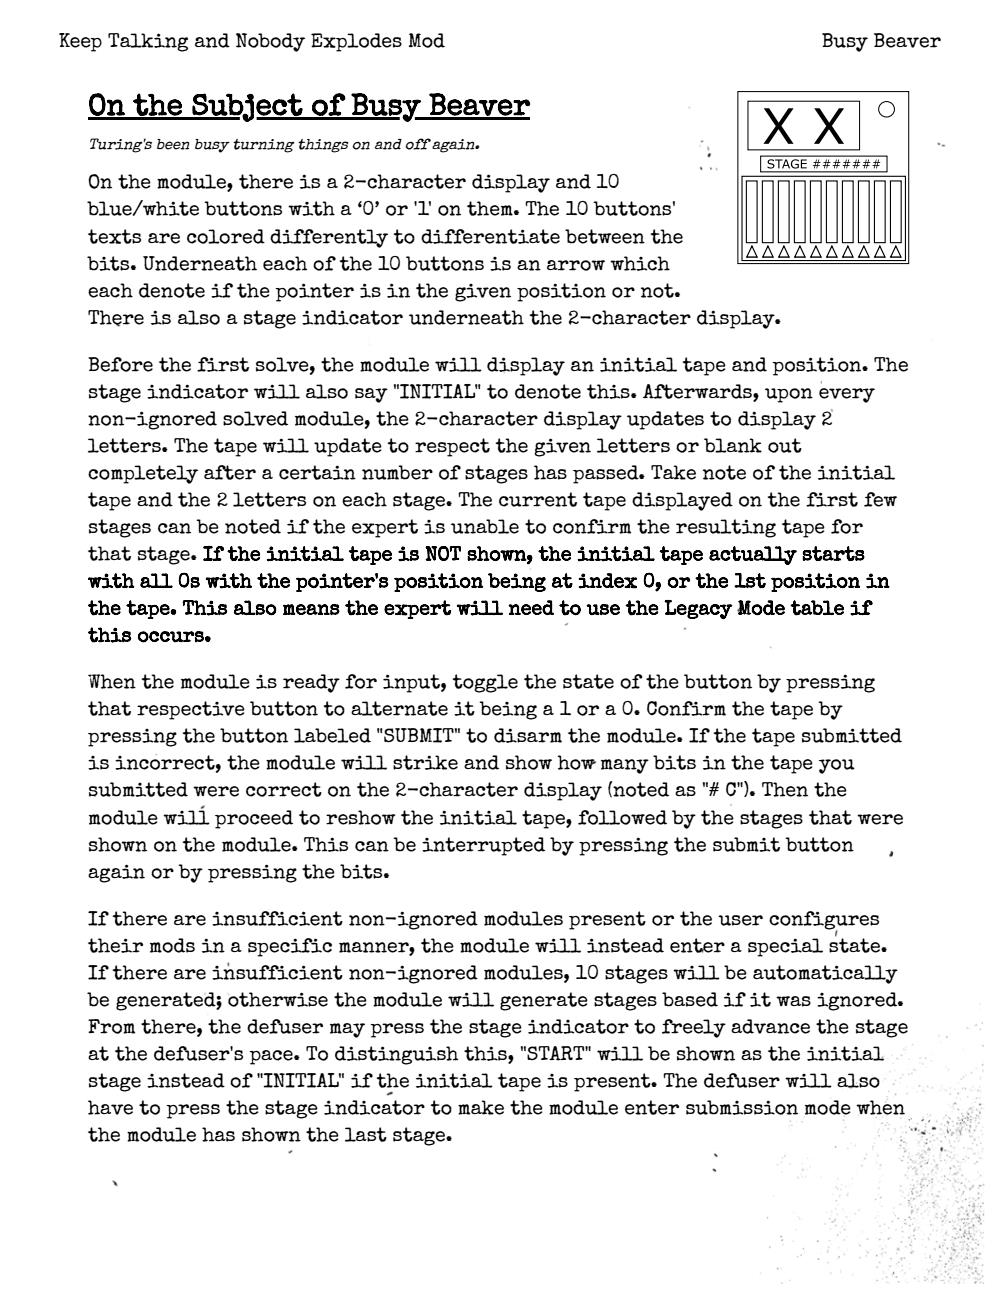 Keep Talking and Nobody Explodes Mod
Busy Beaver
On the Subject of Busy Beaver
Turing's been busy turning things on and off again.
X X
STAGE #######
On the module, there is a 2-character display and 10
blue/white buttons with a ‘0’ or '1' on them. The 10 buttons'
texts are colored differently to differentiate between the
bits. Underneath each of the 10 buttons is an arrow which
each denote if the pointer is in the given position or not.
There is also a stage indicator underneath the 2-character display.
Before the first solve, the module will display an initial tape and position. The
stage indicator will also say "INITIAL" to denote this. Afterwards, upon every
non-ignored solved module, the 2-character display updates to display 2
letters. The tape will update to respect the given letters or blank out
completely after a certain number of stages has passed. Take note of the initial
tape and the 2 letters on each stage. The current tape displayed on the first few
stages can be noted if the expert is unable to confirm the resulting tape for
that stage. If the initial tape is NOT shown, the initial tape actually starts
with all 0s with the pointer's position being at index 0, or the 1st position in
the tape. This also means the expert will need to use the Legacy Mode table if
this occurs.
When the module is ready for input, toggle the state of the button by pressing
that respective button to alternate it being a 1 or a 0. Confirm the tape by
pressing the button labeled "SUBMIT" to disarm the module. If the tape submitted
is incorrect, the module will strike and show how many bits in the tape you
submitted were correct on the 2-character display (noted as "# C"). Then the
module will proceed to reshow the initial tape, followed by the stages that were
shown on the module. This can be interrupted by pressing the submit button
again or by pressing the bits.
If there are insufficient non-ignored modules present or the user configures
their mods in a specific manner, the module will instead enter a special state.
If there are insufficient non-ignored modules, 10 stages will be automatically
be generated; otherwise the module will generate stages based if it was ignored.
From there, the defuser may press the stage indicator to freely advance the stage
at the defuser's pace. To distinguish this, "START" will be shown as the initial
stage instead of "INITIAL" if the initial tape is present. The defuser will also
have to press the stage indicator to make the module enter submission mode when
the module has shown the last stage.